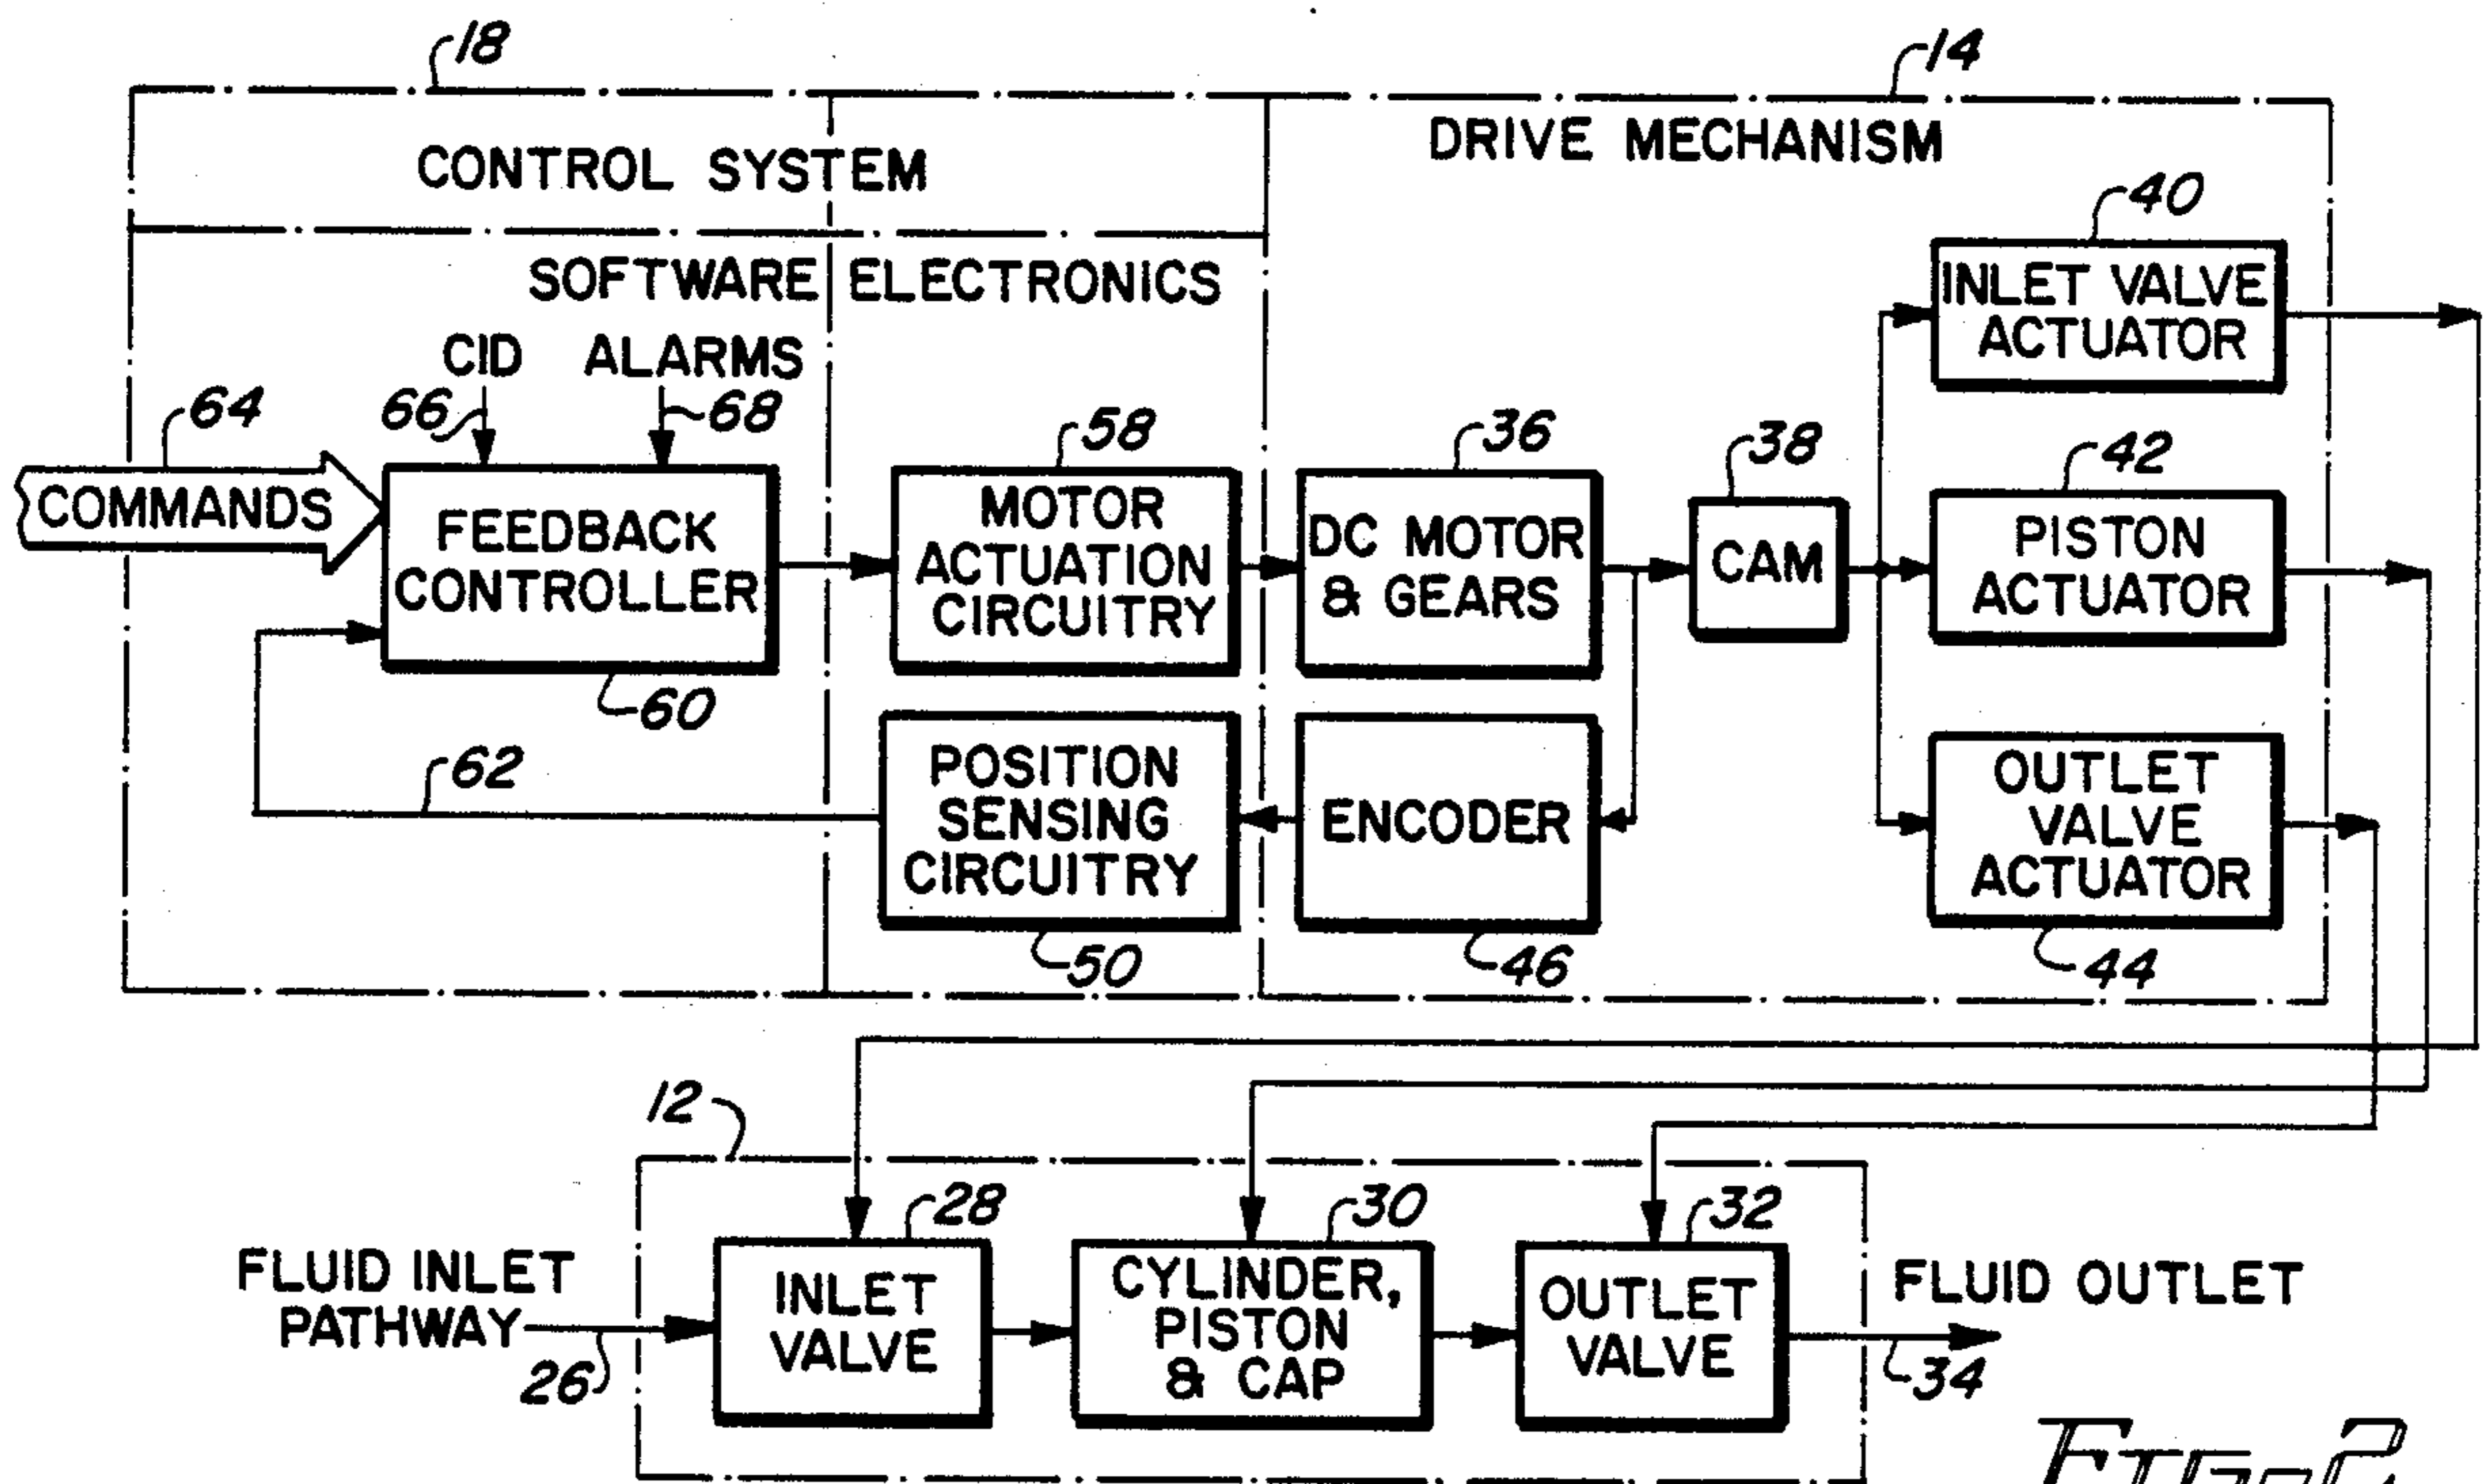 18
14
CONTROL SYSTEM
DRIVE MECHANISM
40
SOFTWARE ELECTRONICS
INLET VALVE
ACTUATOR
CID
ALARMS
64
66
68
58
36
38
42
COMMANDS
FEEDBACK
CONTROLLER
MOTOR
ACTUATION
CIRCUITRY
DC MOTOR
& GEARS
CAM
PISTON
ACTUATOR
60
62
POSITION
SENSING
CIRCUITRY
ENCODER
OUTLET
VALVE
ACTUATOR
50
46
44
12
28
30
32
FLUID INLET
PATHWAY
26
INLET
VALVE
CYLINDER,
PISTON
& CAP
OUTLET
VALVE
FLUID OUTLET
34
FIG. 2